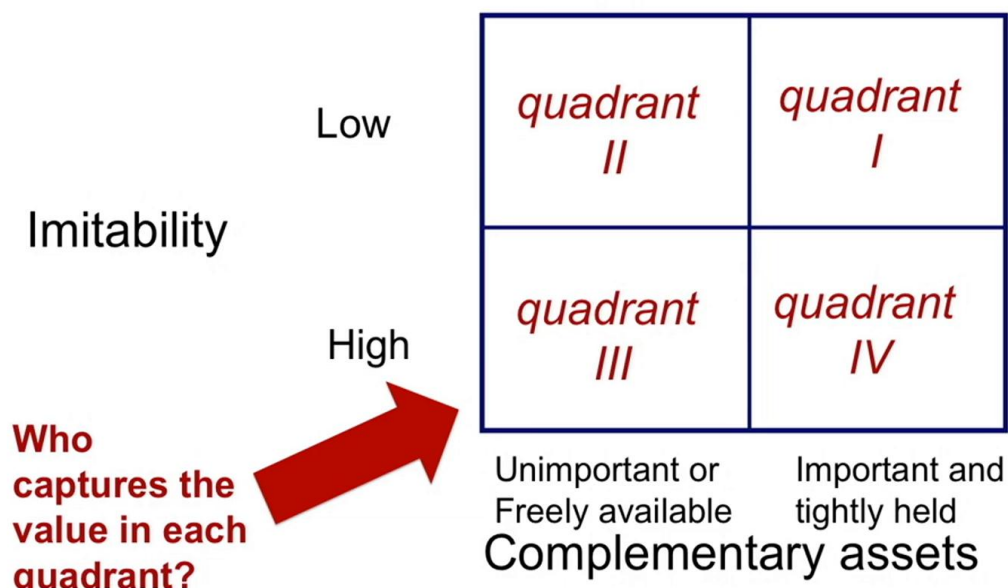 quadrant
II
quadrant
I
Low
Imitability
quadrant
III
quadrant
IV
High
Who
captures the
value in each
quadrant?
Unimportant or
Freely available
Important and
tightly held
Complementary assets